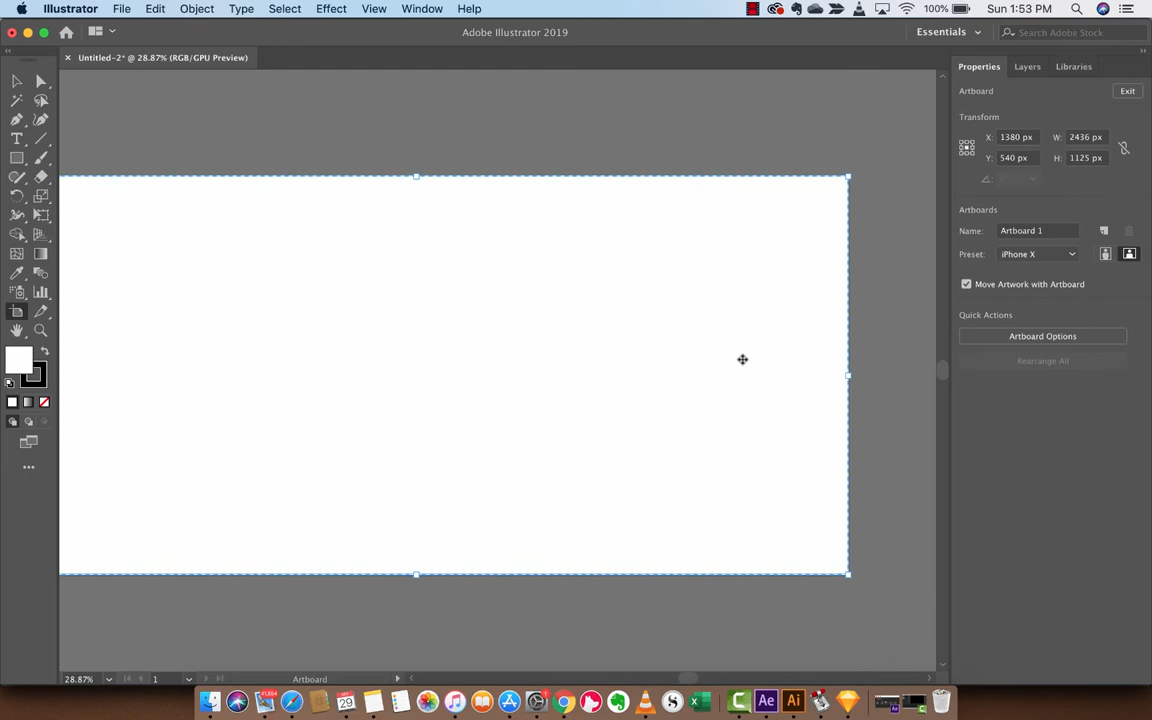 Illustrator File Edit Object Type Select Effect View Window Help 100% Sun 1:53 PM
Adobe Illustrator 2019
Essentials
Search Adobe Stock
Untitled-2* @ 28.87% (RGB/GPU Preview)
Properties Layers Libraries
Artboard
Exit
Transform
X: 1380 px W: 2436 px
Y: 540 px H: 1125 px
0°
Artboards
Name: Artboard 1
Preset: iPhone X
Move Artwork with Artboard
Quick Actions
Artboard Options
Rearrange All
28.87% 1 Artboard